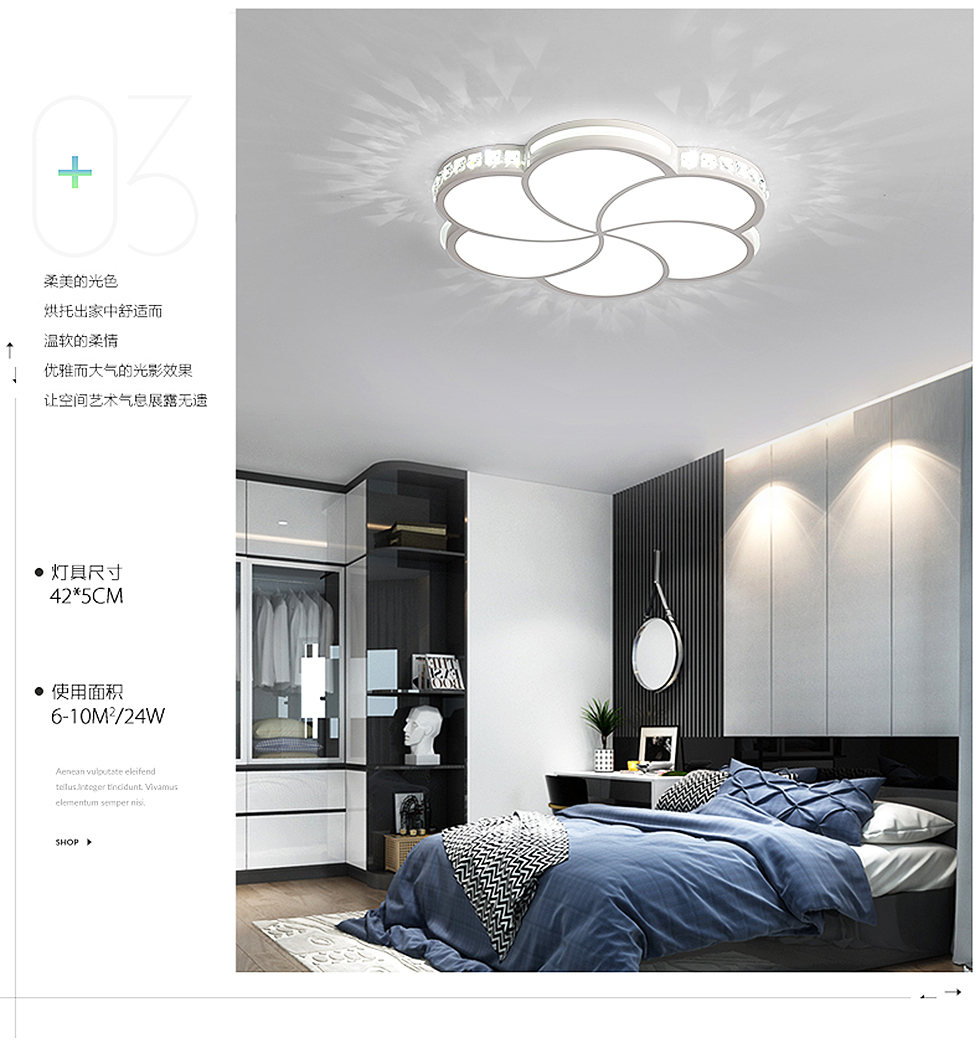 03
柔美的光色
烘托出家中舒适而
温软的柔情
优雅而大气的光影效果
让空间艺术气息展露无遗
灯具尺寸
42*5CM
使用面积
6-10M²/24W
Aenean vulputate eleifend
tellus.Integer tincidunt. Vivamus
elementum semper nisi.
SHOP